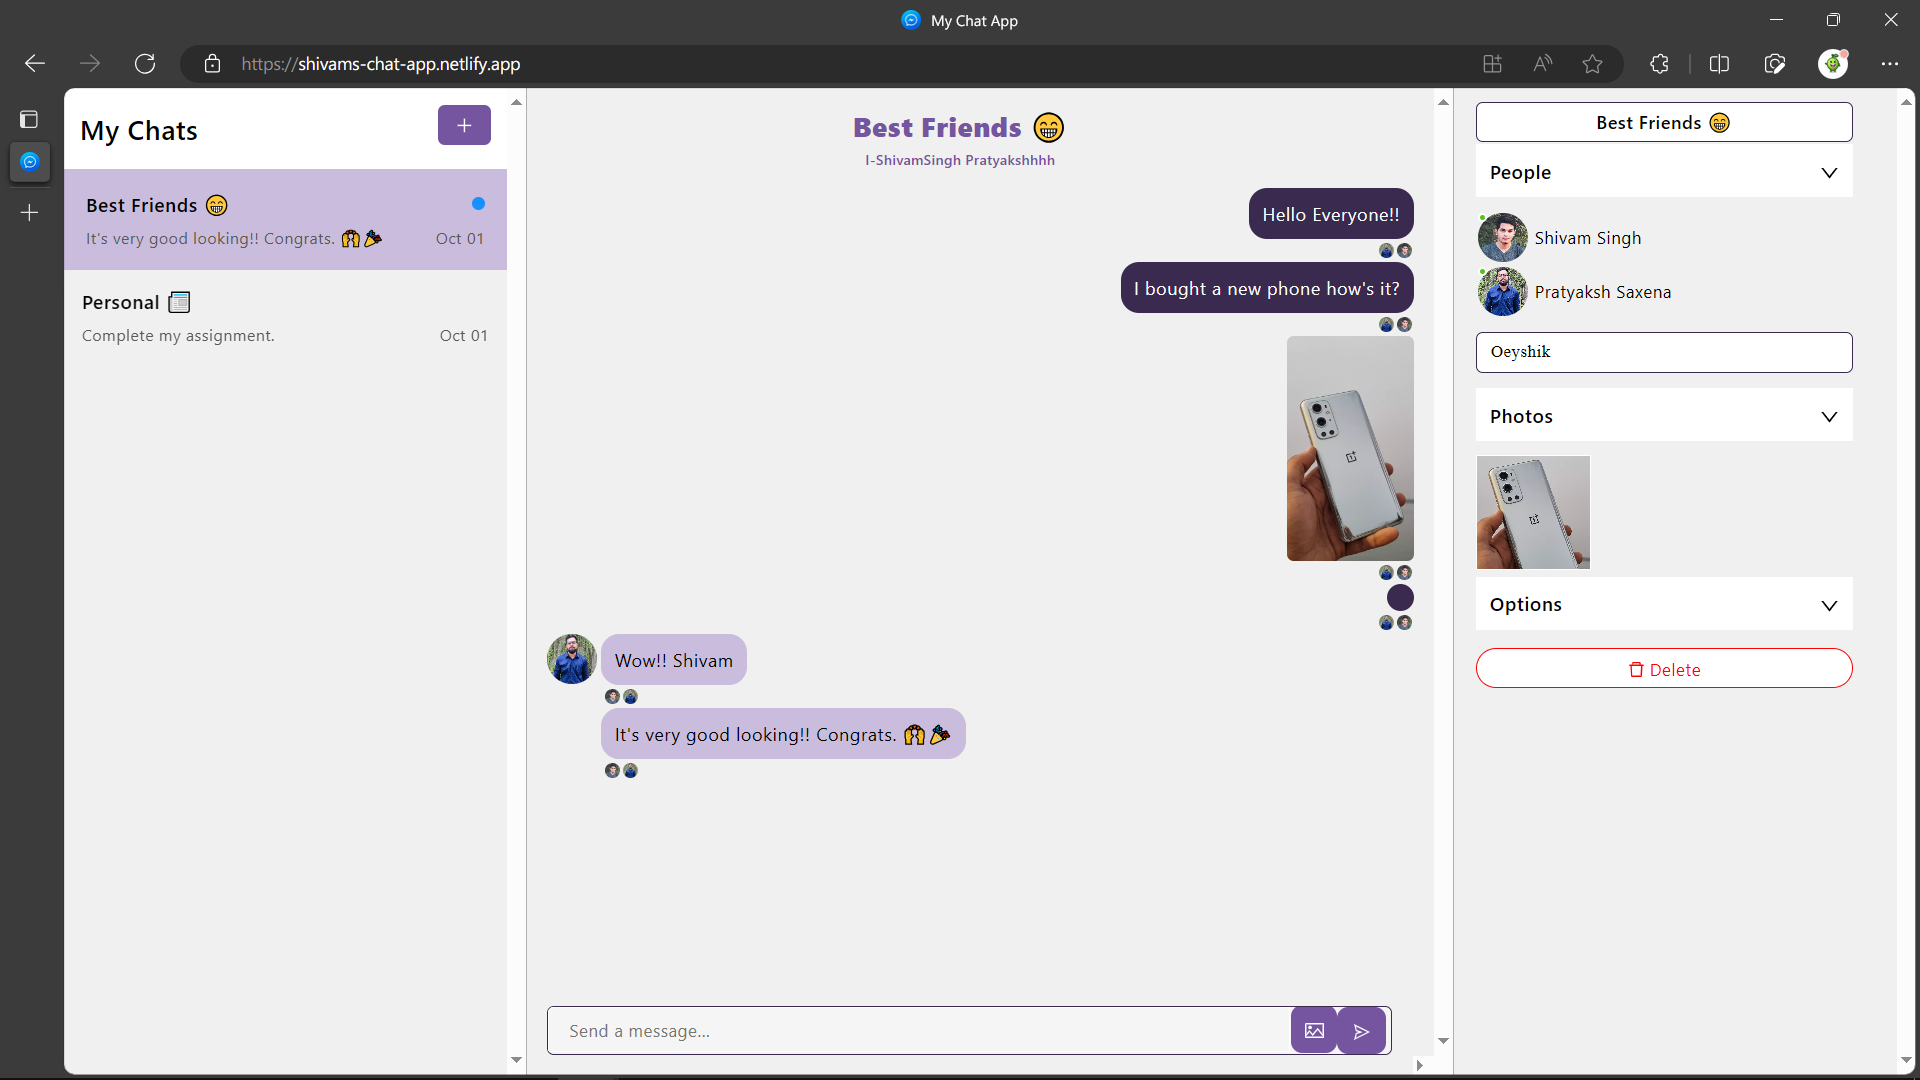 My Chat App
https://shivams-chat-app.netlify.app
My Chats
Best Friends 😁
It's very good looking!! Congrats. 🙌🎉
Oct 01
Personal 📰
Complete my assignment.
Oct 01
Best Friends 😁
I-ShivamSingh Pratyakshhhh
Hello Everyone!!
I bought a new phone how's it?
Wow!! Shivam
It's very good looking!! Congrats. 🙌🎉
Send a message...
Best Friends 😁
People
Shivam Singh
Pratyaksh Saxena
Oeyshik
Photos
Options
Delete